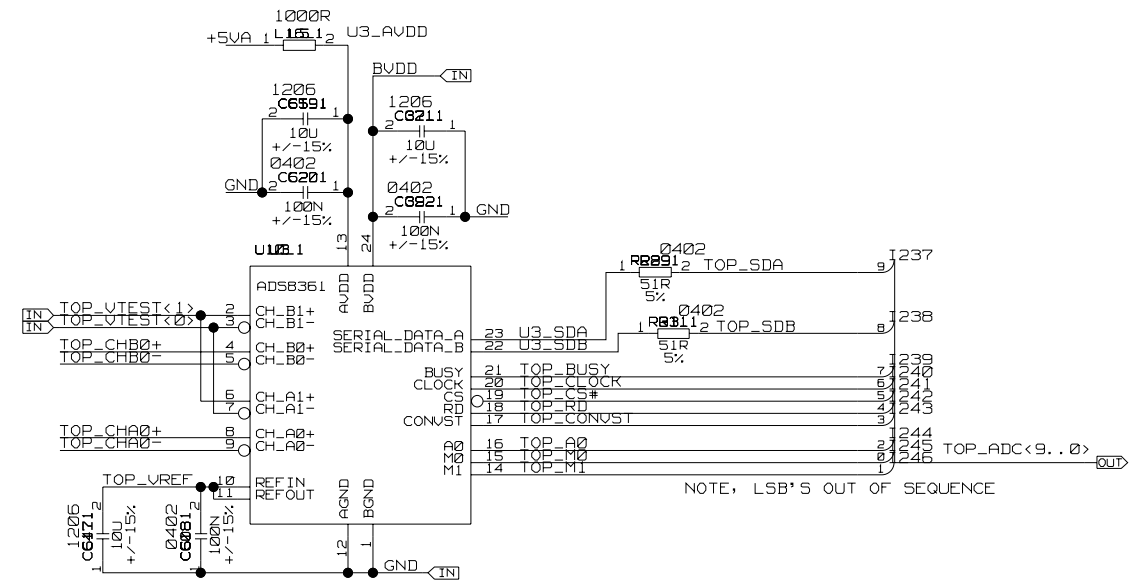 1000R
+5VA 1 2 U3_AVDD
BVDD IN
1206
2 1
10U
+/-15%
1206
2 1
10U
+/-15%
0402
GND 2 C6201 1
100N
+/-15%
0402
2 1 GND
100N
+/-15%
13 24
ADS8361
AVDD BVDD
IN TOP_VTEST<1> 2 CH_B1+
IN TOP_VTEST<0> 3 CH_B1-
TOP_CHB0+ 4 CH_B0+
TOP_CHB0- 5 CH_B0-
6 CH_A1+
7 CH_A1-
TOP_CHA0+ 8 CH_A0+
TOP_CHA0- 9 CH_A0-
TOP_VREF 10 REFIN
11 REFOUT
AGND BGND
12 1
GND IN
1206
C6471
10U
+/-15%
2 1
0402
C6081
100N
+/-15%
2 1
SERIAL_DATA_A 23 U3_SDA
SERIAL_DATA_B 22 U3_SDB
0402
1 2 TOP_SDA 9 I237
51R
5%
0402
1 2 TOP_SDB 8 I238
51R
5%
BUSY 21 TOP_BUSY 7 I239
CLOCK 20 TOP_CLOCK 6 I240
CS 19 TOP_CS# 5 I241
RD 18 TOP_RD 4 I242
CONVST 17 TOP_CONVST 3 I243
A0 16 TOP_A0 2 I244
M0 15 TOP_M0 0 I245
M1 14 TOP_M1 1 I246
TOP_ADC<9..0> OUT
NOTE, LSB'S OUT OF SEQUENCE